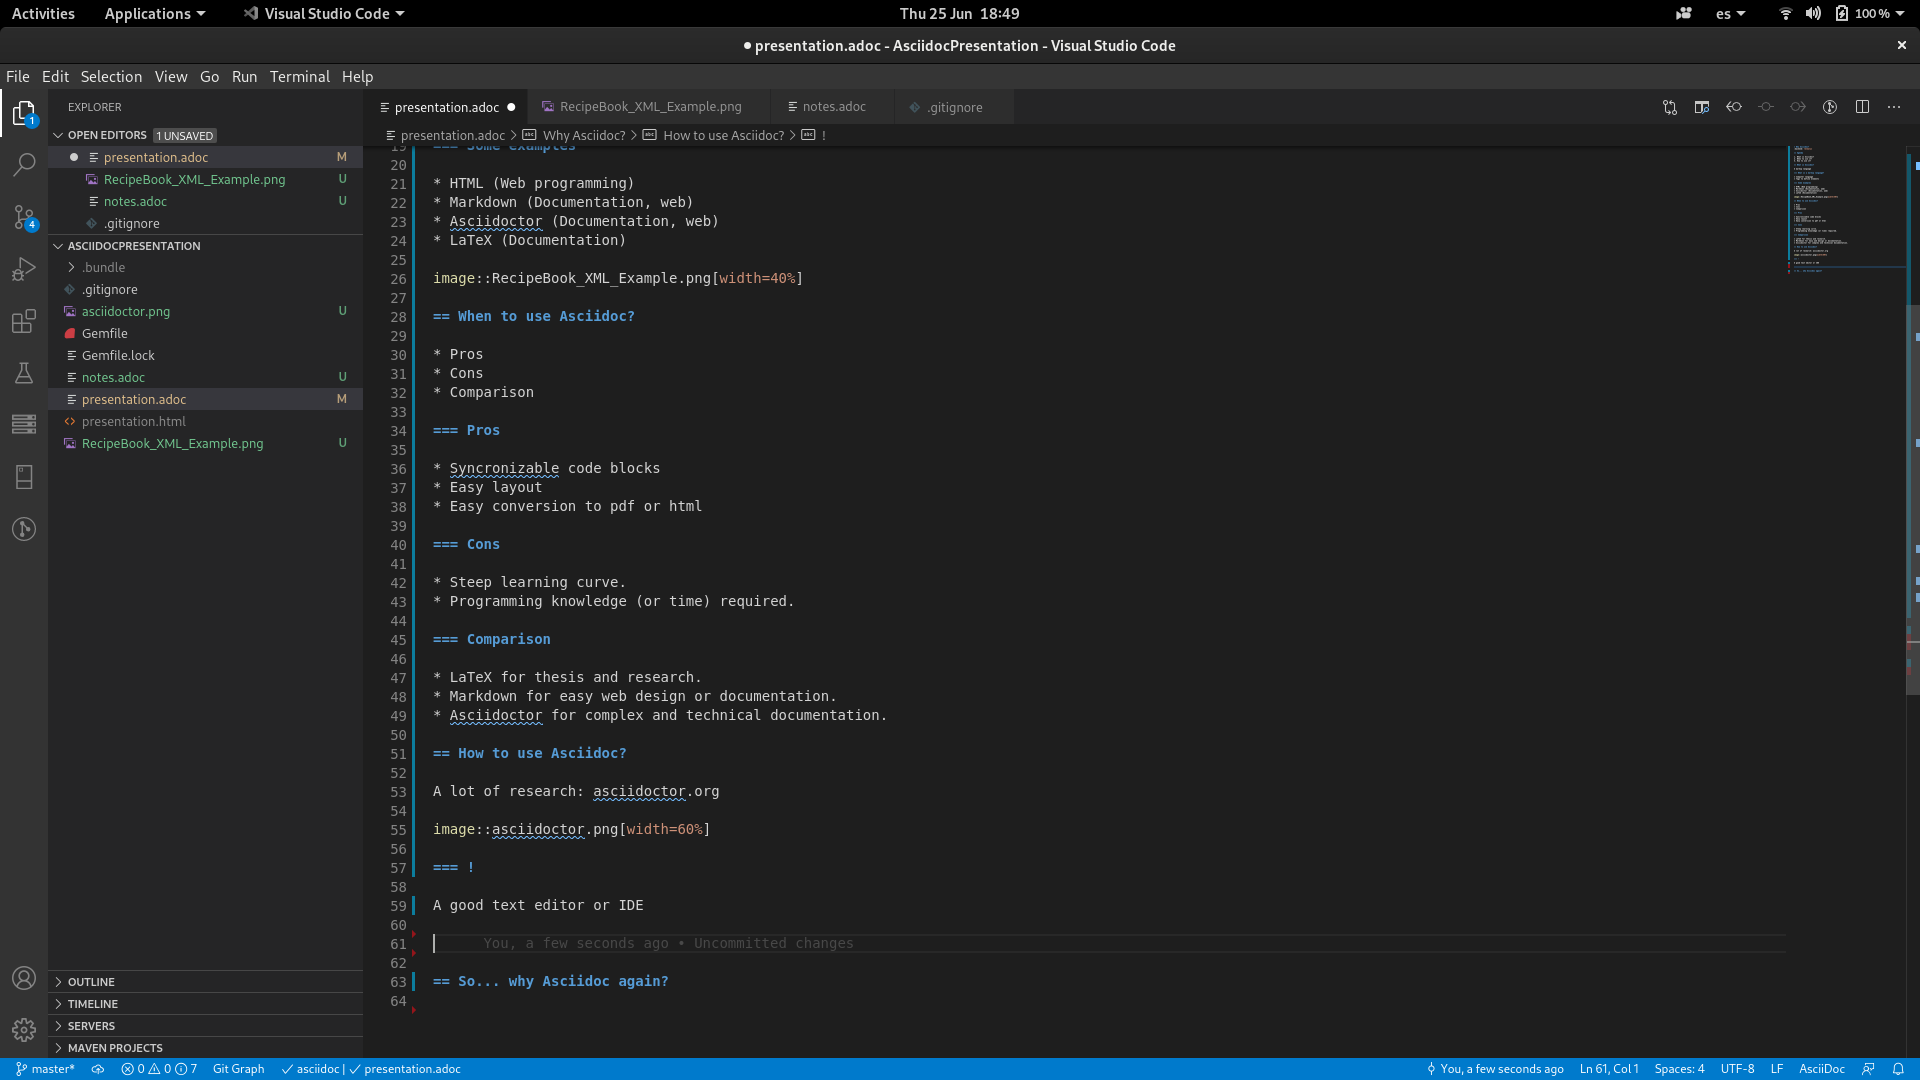 Activities Applications Visual Studio Code Thu 25 Jun 18:49 es 100 %
● presentation.adoc - AsciidocPresentation - Visual Studio Code ×
File Edit Selection View Go Run Terminal Help
EXPLORER
presentation.adoc RecipeBook_XML_Example.png notes.adoc .gitignore
OPEN EDITORS 1 UNSAVED
presentation.adoc M
RecipeBook_XML_Example.png U
notes.adoc U
.gitignore
ASCIIDOCPRESENTATION
.bundle
.gitignore
asciidoctor.png U
Gemfile
Gemfile.lock
notes.adoc U
presentation.adoc M
presentation.html
RecipeBook_XML_Example.png U
OUTLINE
TIMELINE
SERVERS
MAVEN PROJECTS
1
4
presentation.adoc > Why Asciidoc? > How to use Asciidoc? > !
19 === Some examples
20
21 * HTML (Web programming)
22 * Markdown (Documentation, web)
23 * Asciidoctor (Documentation, web)
24 * LaTeX (Documentation)
25
26 image::RecipeBook_XML_Example.png[width=40%]
27
28 == When to use Asciidoc?
29
30 * Pros
31 * Cons
32 * Comparison
33
34 === Pros
35
36 * Syncronizable code blocks
37 * Easy layout
38 * Easy conversion to pdf or html
39
40 === Cons
41
42 * Steep learning curve.
43 * Programming knowledge (or time) required.
44
45 === Comparison
46
47 * LaTeX for thesis and research.
48 * Markdown for easy web design or documentation.
49 * Asciidoctor for complex and technical documentation.
50
51 == How to use Asciidoc?
52
53 A lot of research: asciidoctor.org
54
55 image::asciidoctor.png[width=60%]
56
57 === !
58
59 A good text editor or IDE
60
61 You, a few seconds ago • Uncommitted changes
62
63 == So... why Asciidoc again?
64
master* 0 0 7 Git Graph asciidoc | presentation.adoc You, a few seconds ago Ln 61, Col 1 Spaces: 4 UTF-8 LF AsciiDoc